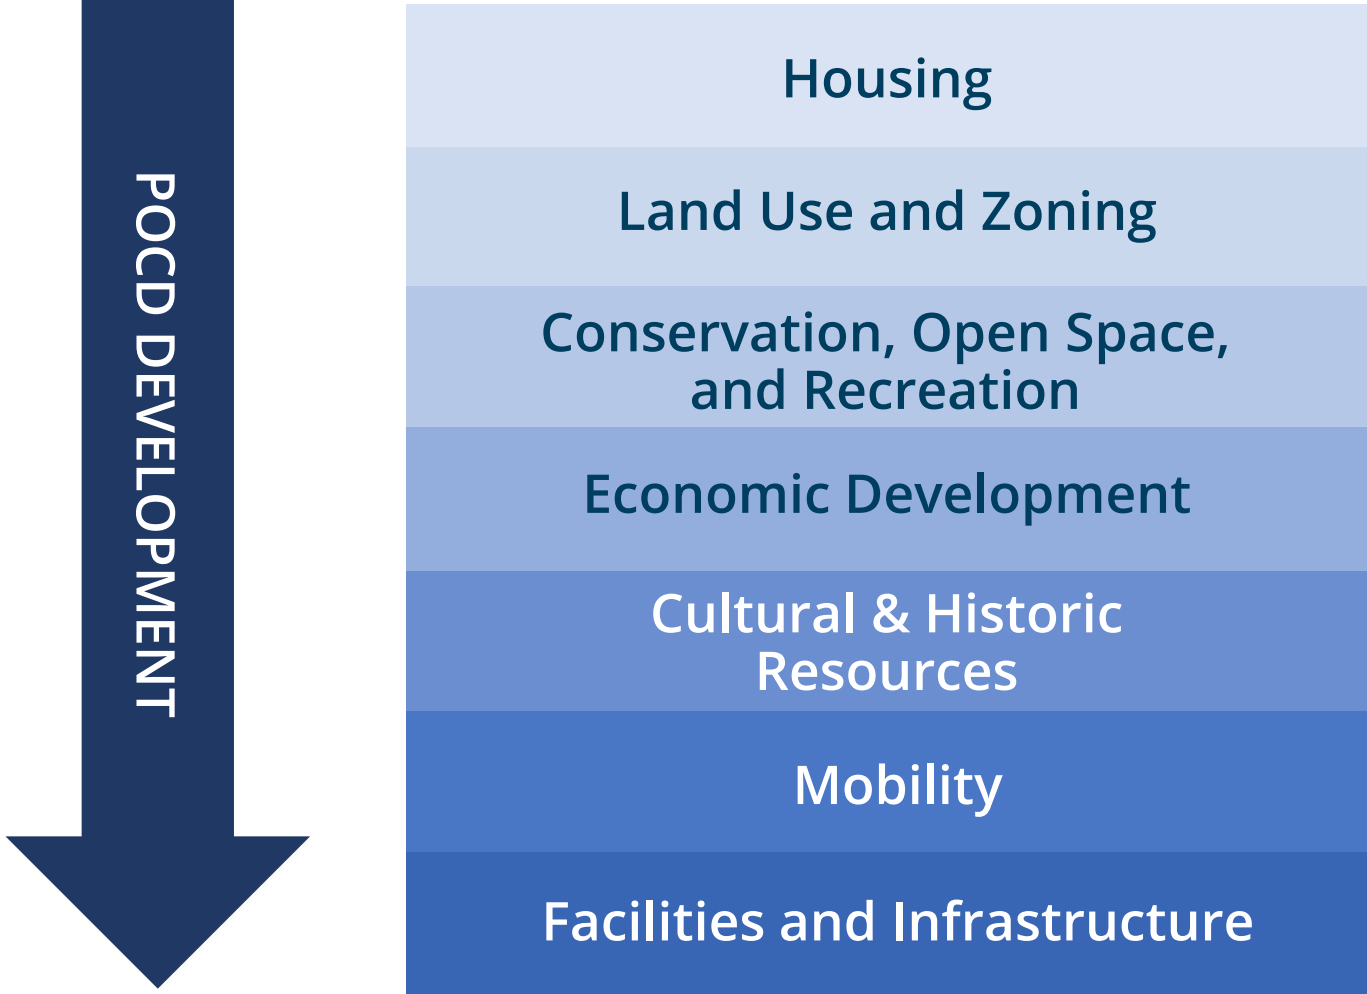 POCD DEVELOPMENT
Housing
Land Use and Zoning
Conservation, Open Space,
and Recreation
Economic Development
Cultural & Historic
Resources
Mobility
Facilities and Infrastructure